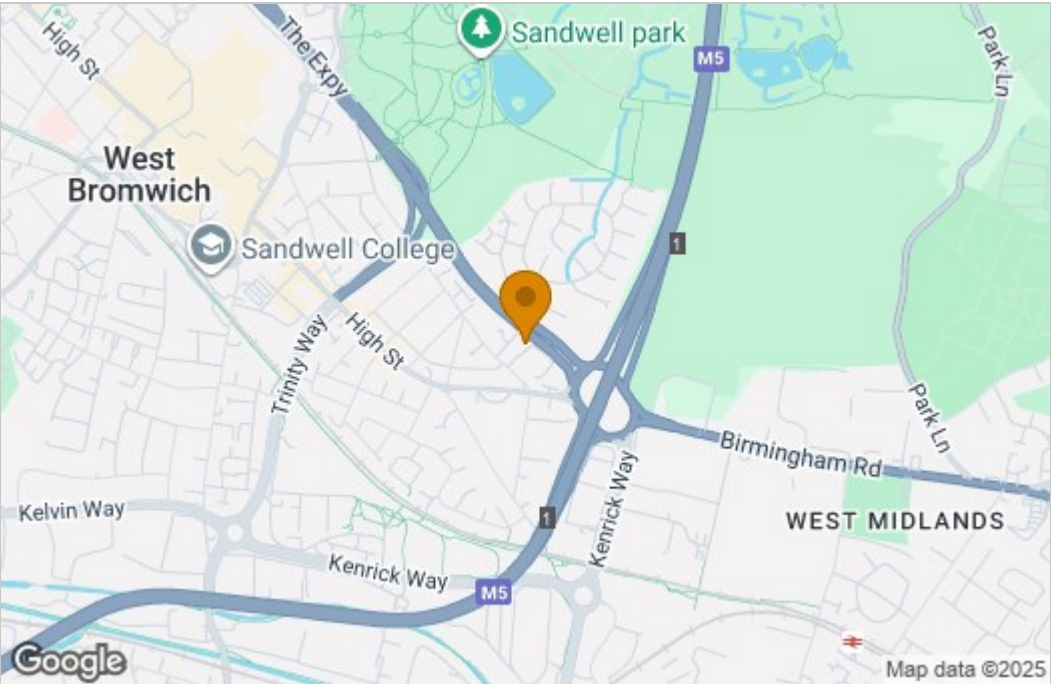 High St
The Expy
Sandwell park
M5
Park Ln
West
Bromwich
Sandwell College
1
High St
Trinity Way
Park Ln
Birmingham Rd
Kelvin Way
1
Kenrick Way
WEST MIDLANDS
Kenrick Way
M5
Google
Map data ©2025